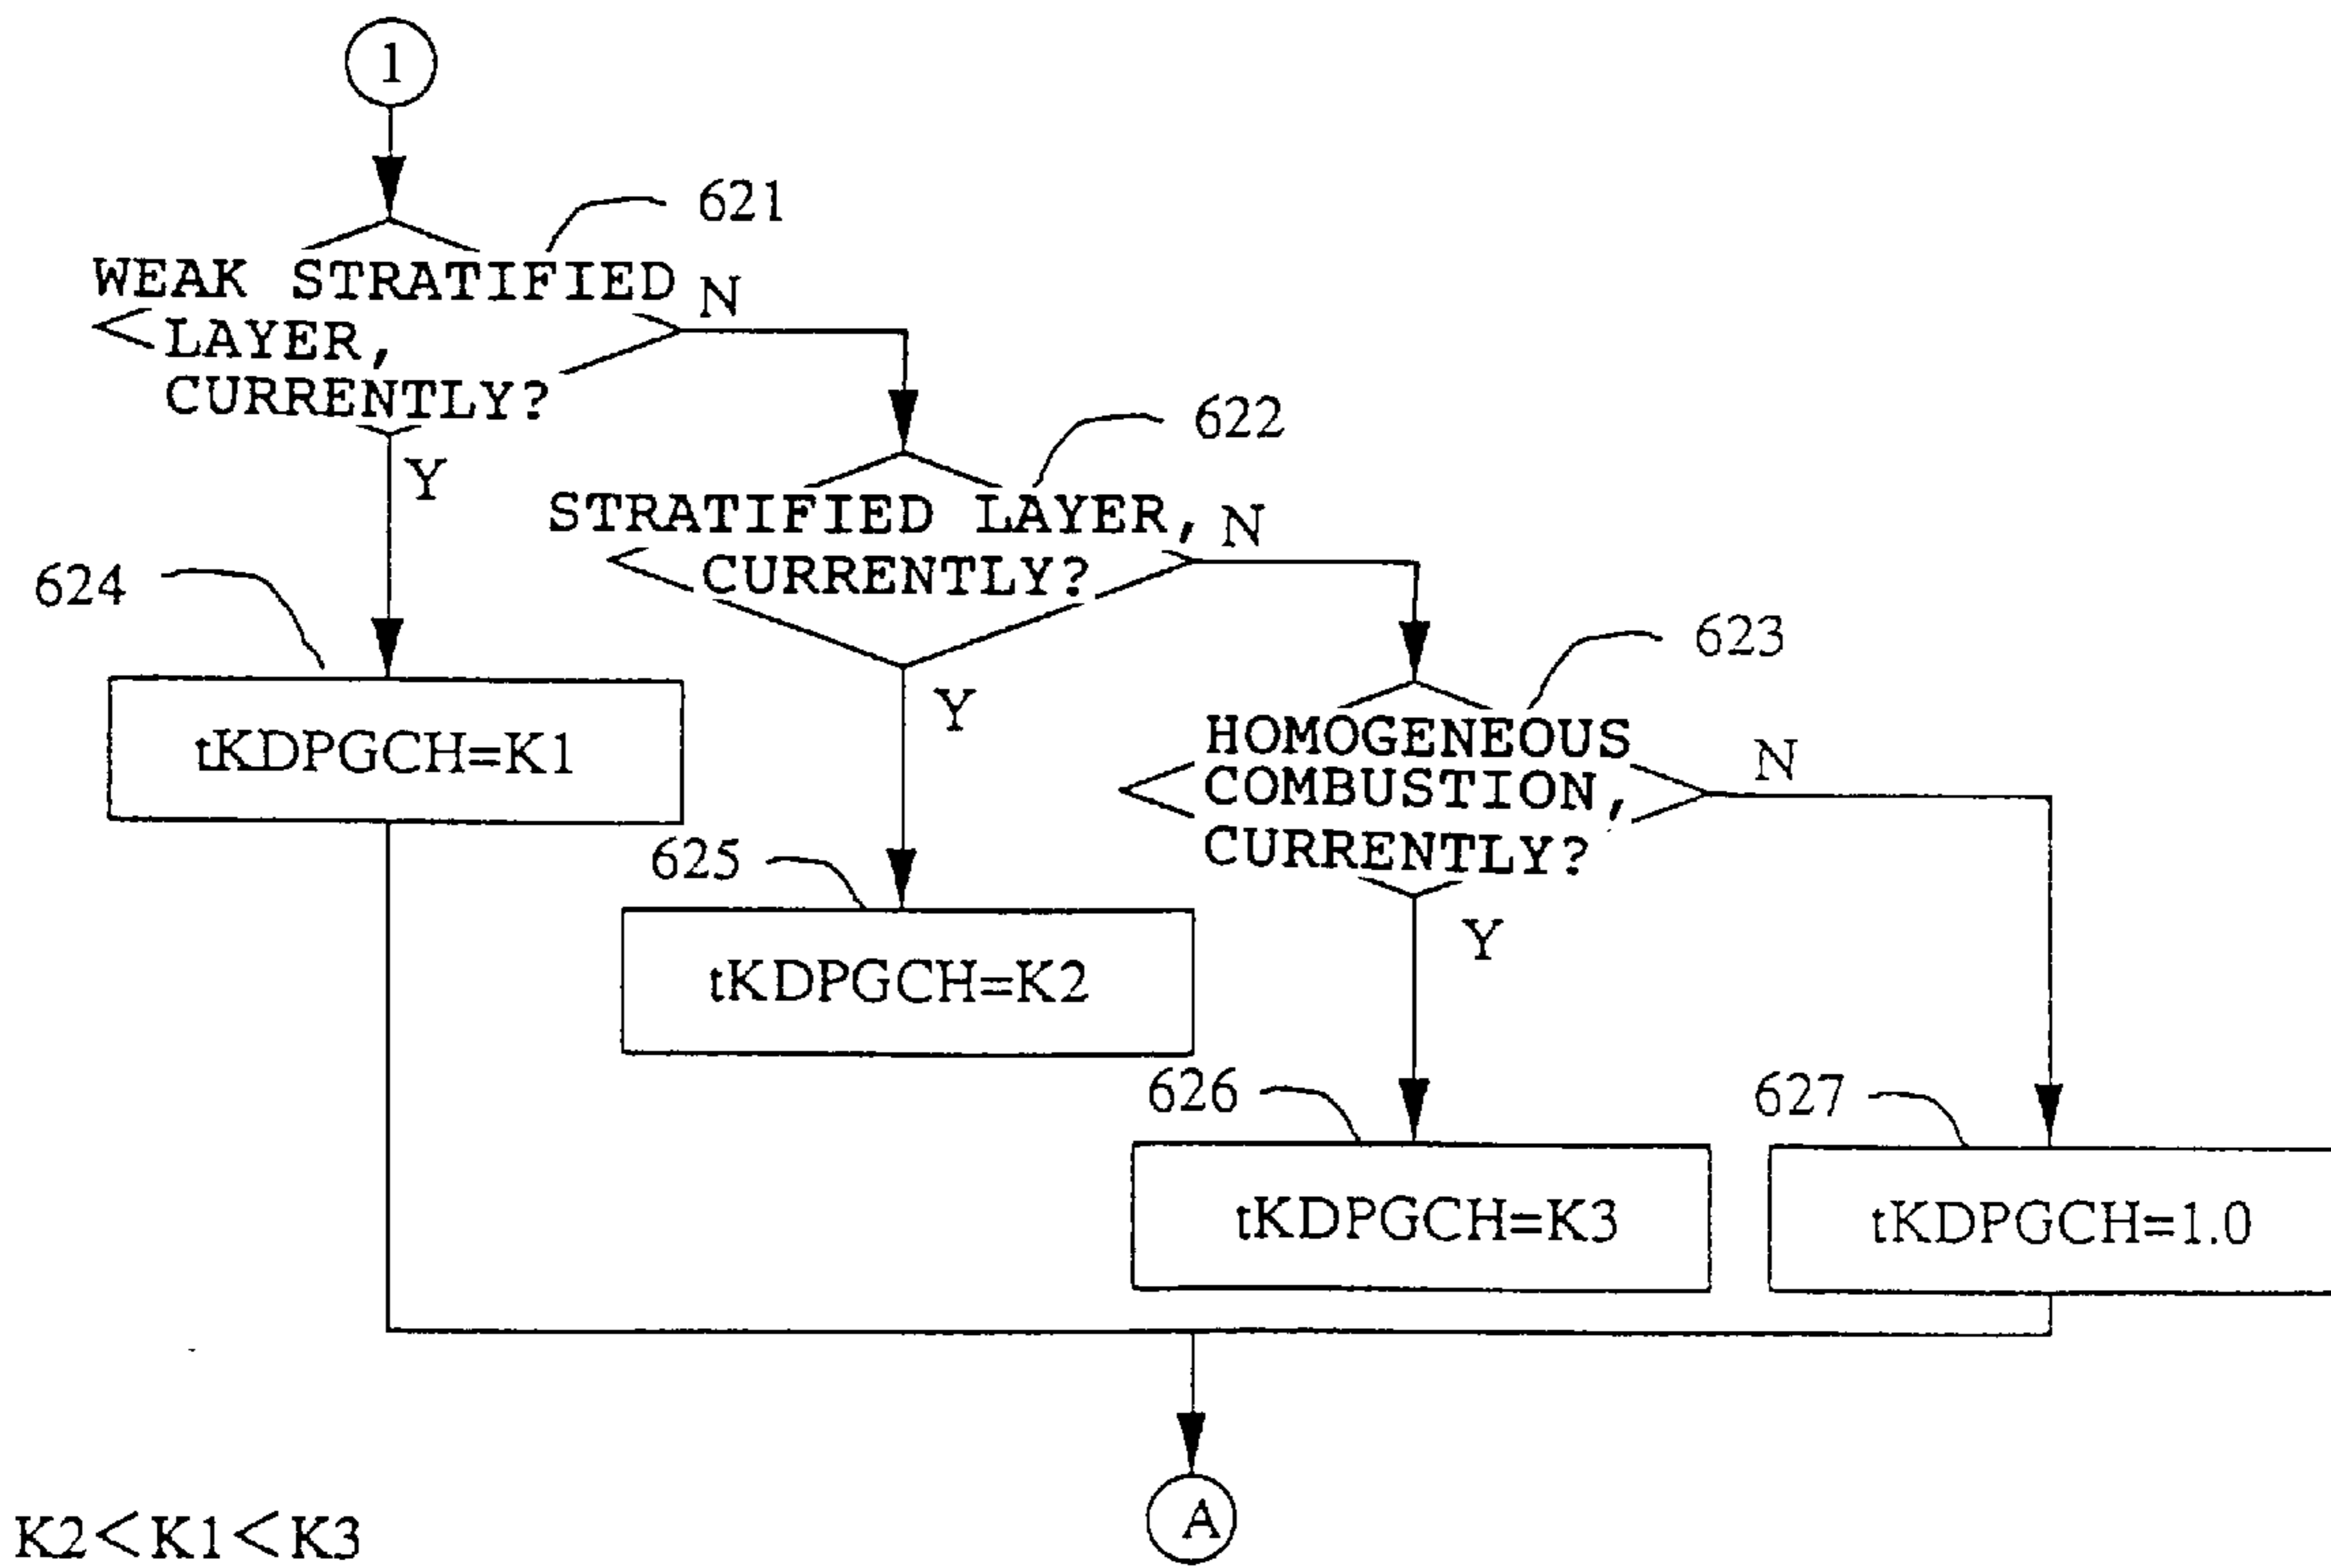 1
621
WEAK STRATIFIED
LAYER,
CURRENTLY?
N
Y
622
STRATIFIED LAYER,
CURRENTLY?
N
Y
623
HOMOGENEOUS
COMBUSTION,
CURRENTLY?
N
Y
624
tKDPGCH=K1
625
tKDPGCH=K2
626
tKDPGCH=K3
627
tKDPGCH=1.0
A
K2<K1<K3